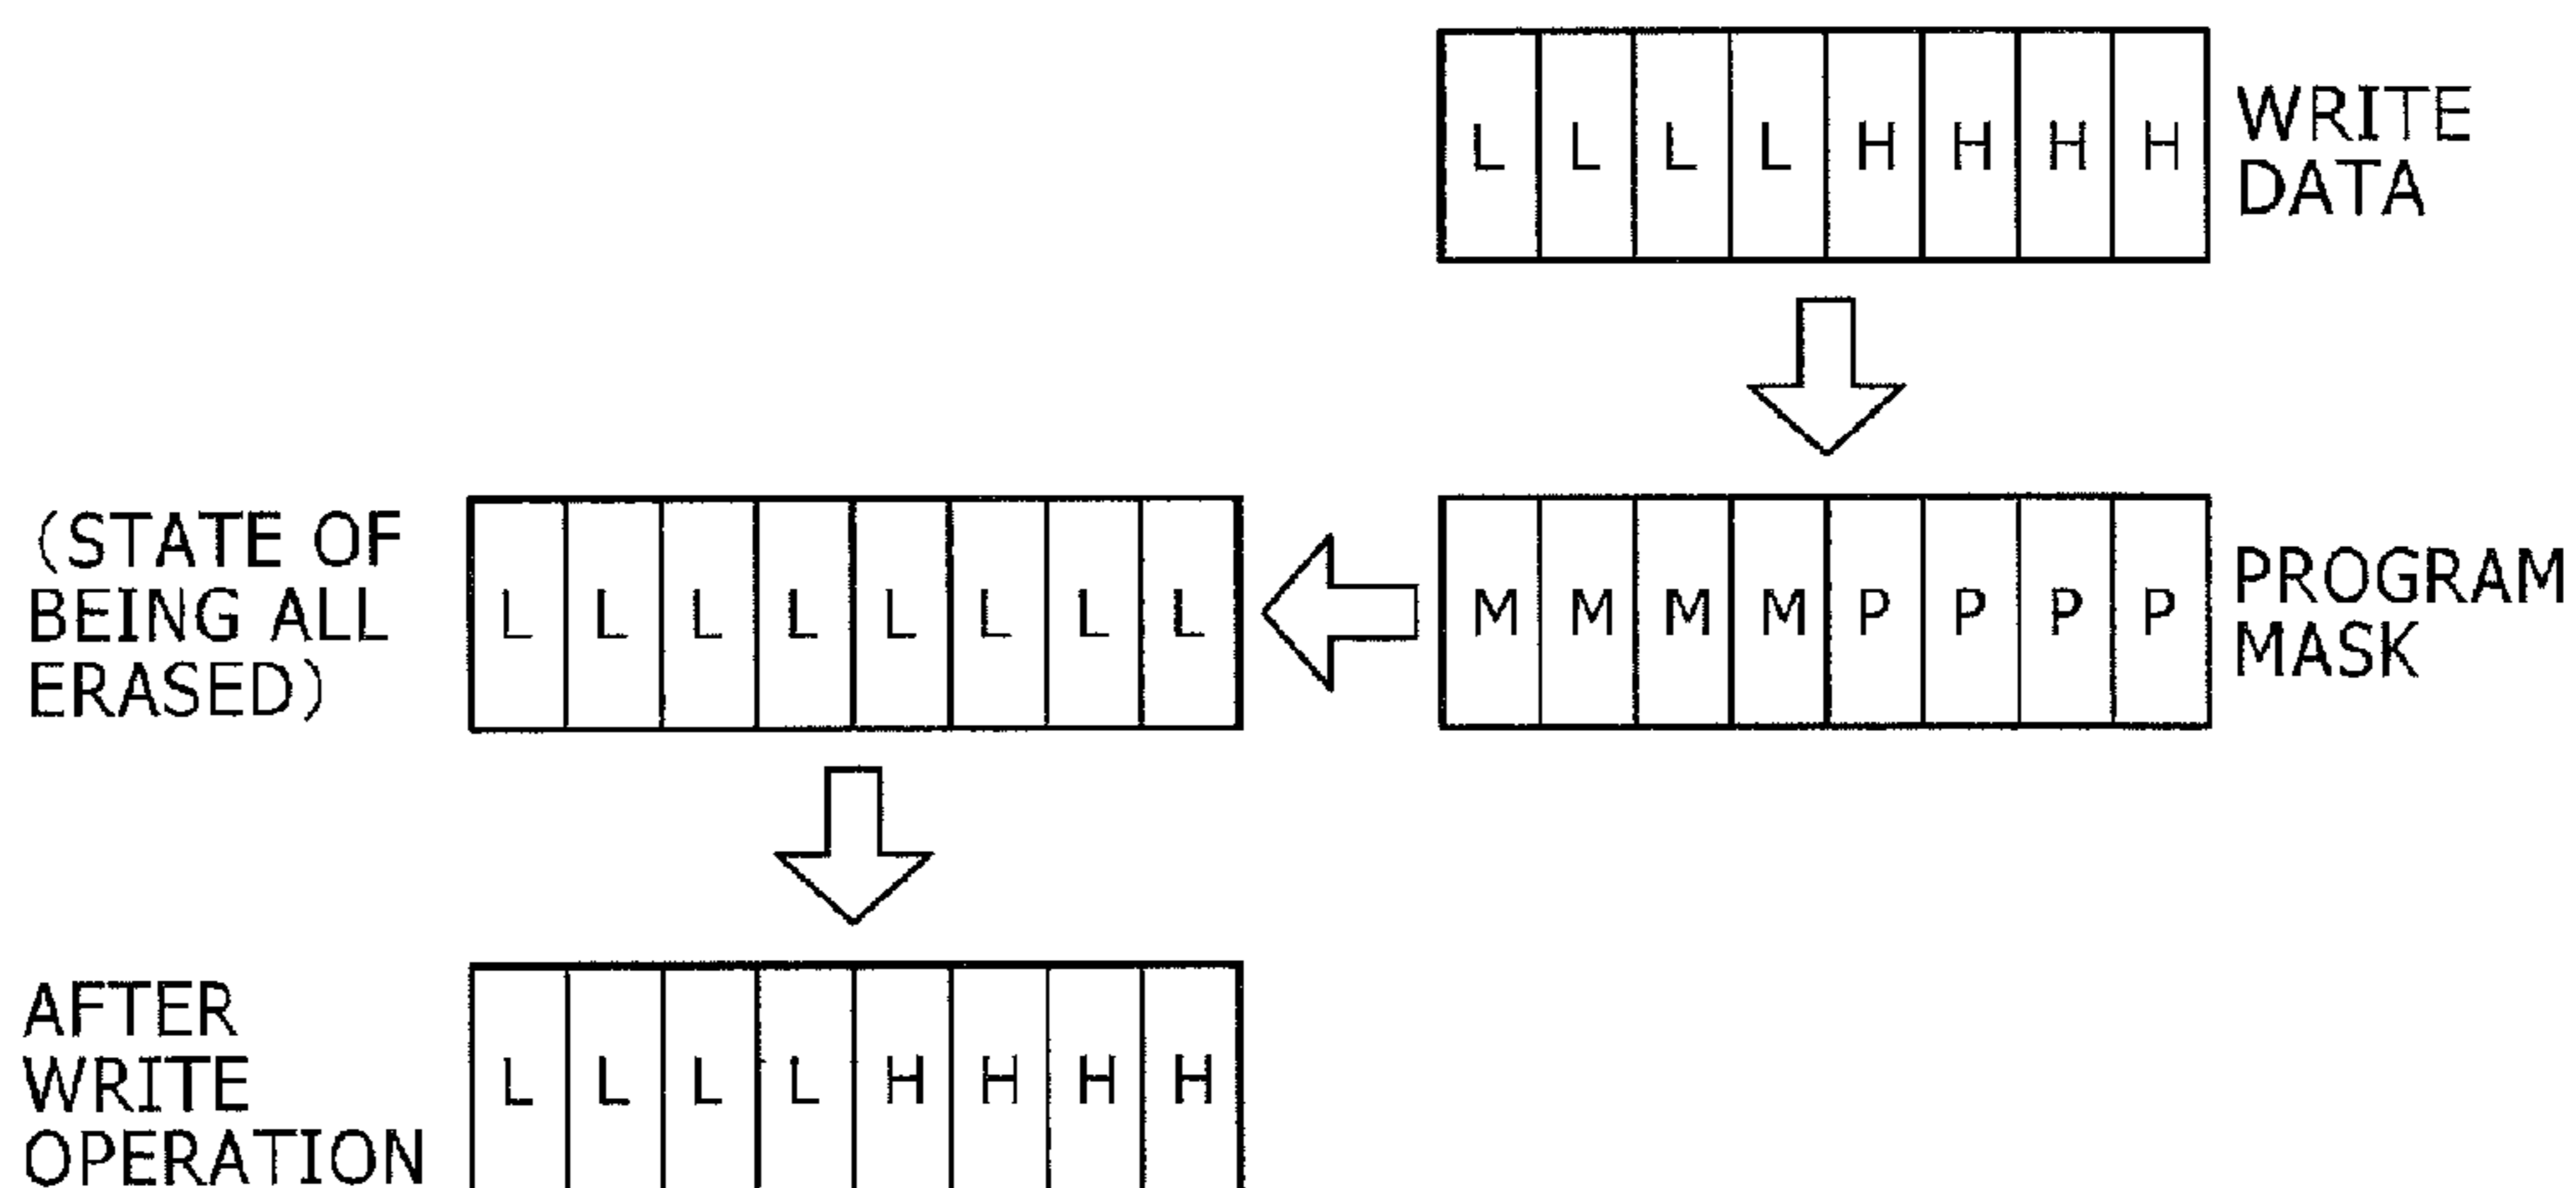 L L L L H H H H
WRITE
DATA
(STATE OF
BEING ALL
ERASED)
L L L L L L L L
M M M M P P P P
PROGRAM
MASK
AFTER
WRITE
OPERATION
L L L L H H H H